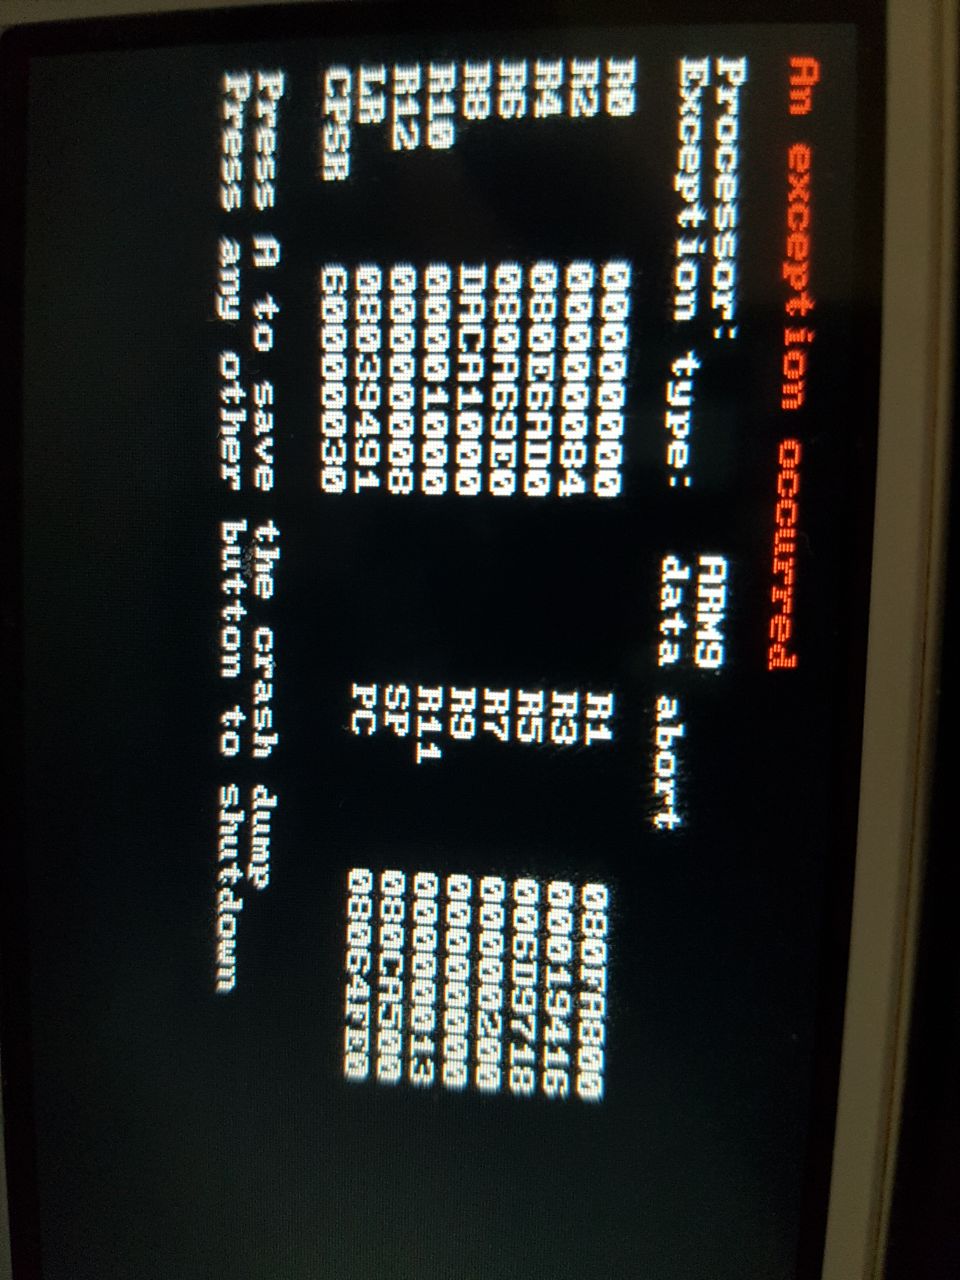 An exception occurred
Processor: ARM9
Exception type: data abort
R0 00000000 R1 080FA800
R2 00000084 R3 00019416
R4 080E6AD0 R5 006D9718
R6 080A69E0 R7 00000200
R8 DACA1000 R9 00000000
R10 00001000 R11 00000013
R12 00000008 SP 080CA500
LR 08039491 PC 08064FE0
CPSR 60000030
Press A to save the crash dump
Press any other button to shutdown